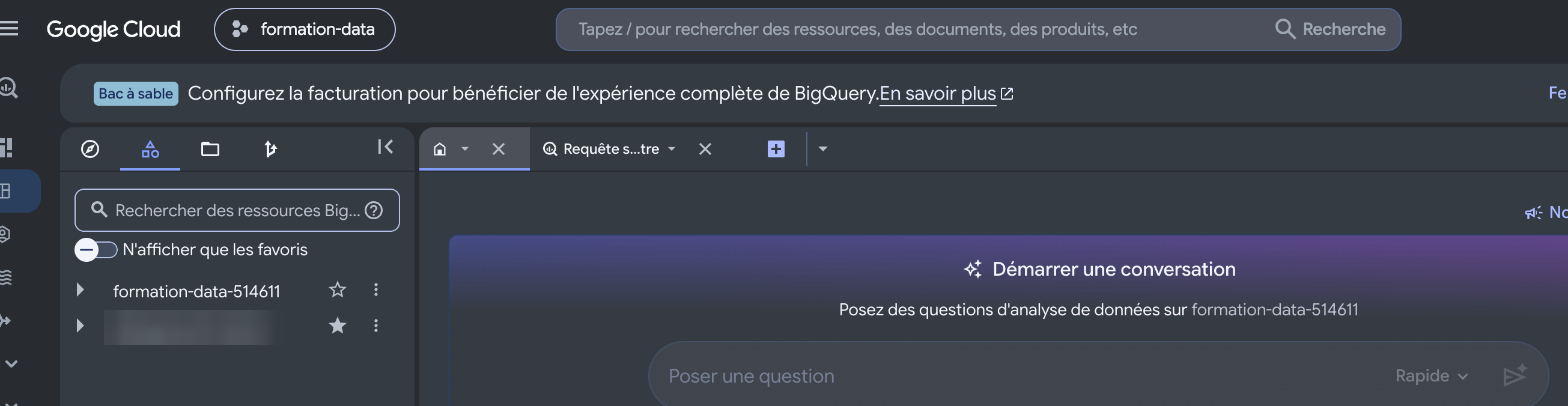 Google Cloud
formation-data
Tapez / pour rechercher des ressources, des documents, des produits, etc
Recherche
Bac à sable
Configurez la facturation pour bénéficier de l'expérience complète de BigQuery.En savoir plus
Requête s...tre
Rechercher des ressources Big...
N'afficher que les favoris
formation-data-514611
Démarrer une conversation
Posez des questions d'analyse de données sur formation-data-514611
Poser une question
Rapide